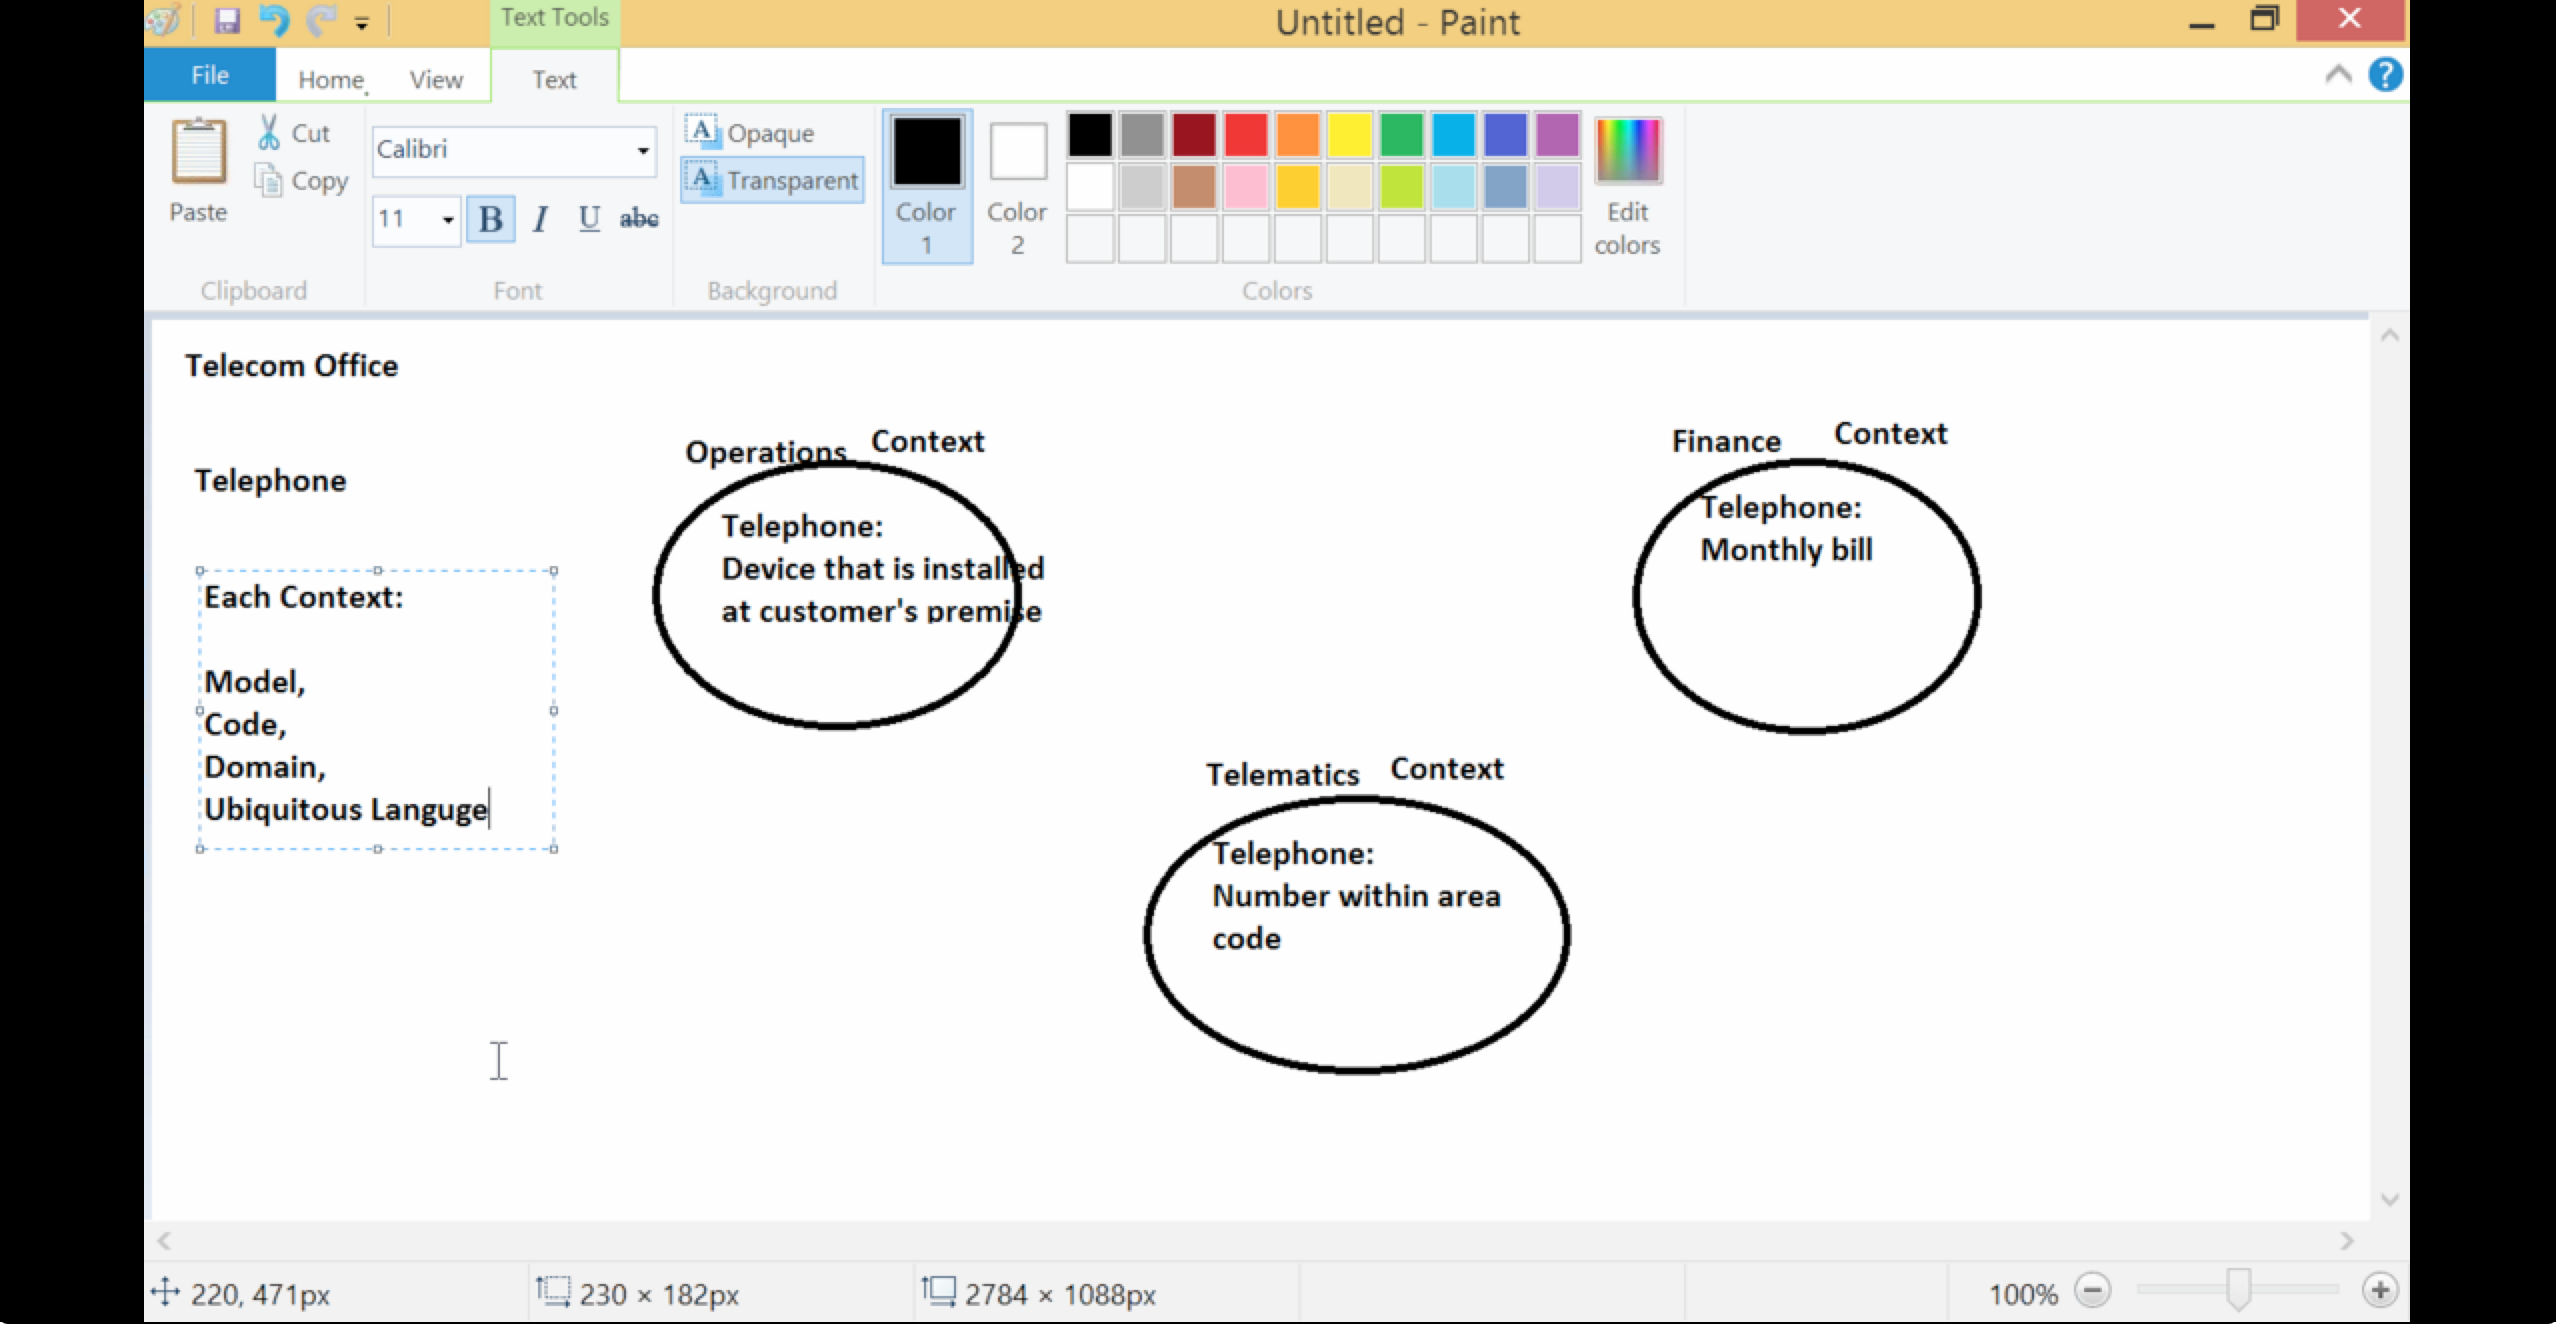 Text Tools
Untitled - Paint
File
Home
View
Text
?
Paste
Cut
Copy
Clipboard
Calibri
11
B I U abc
Font
A Opaque
A Transparent
Background
Color 1
Color 2
Edit colors
Colors
Telecom Office
Telephone
Each Context:
Model,
Code,
Domain,
Ubiquitous Languge
Operations Context
Telephone:
Device that is installed
at customer's premise
Finance Context
Telephone:
Monthly bill
Telematics Context
Telephone:
Number within area
code
220, 471px
230 × 182px
2784 × 1088px
100%